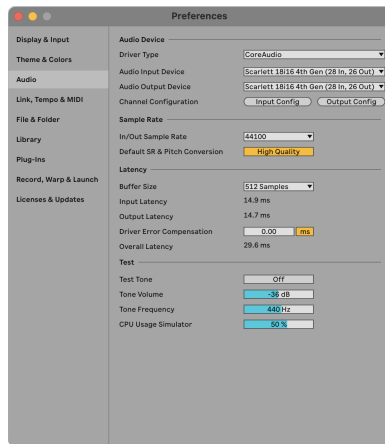 Preferences
Display & Input
Theme & Colors
Audio
Link, Tempo & MIDI
File & Folder
Library
Plug-Ins
Record, Warp & Launch
Licenses & Updates
Audio Device
Driver Type CoreAudio
Audio Input Device Scarlett 18i16 4th Gen (28 In, 26 Out)
Audio Output Device Scarlett 18i16 4th Gen (28 In, 26 Out)
Channel Configuration Input Config Output Config
Sample Rate
In/Out Sample Rate 44100
Default SR & Pitch Conversion High Quality
Latency
Buffer Size 512 Samples
Input Latency 14.9 ms
Output Latency 14.7 ms
Driver Error Compensation 0.00 ms
Overall Latency 29.6 ms
Test
Test Tone Off
Tone Volume -36 dB
Tone Frequency 440 Hz
CPU Usage Simulator 50 %